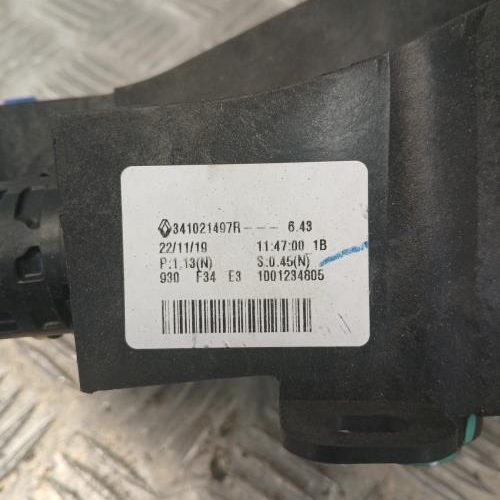 341021497R--- 6.43
22/11/19 11:47:00 1B
P:1.13(N) S:0.45(N)
930 F34 E3 1001234805